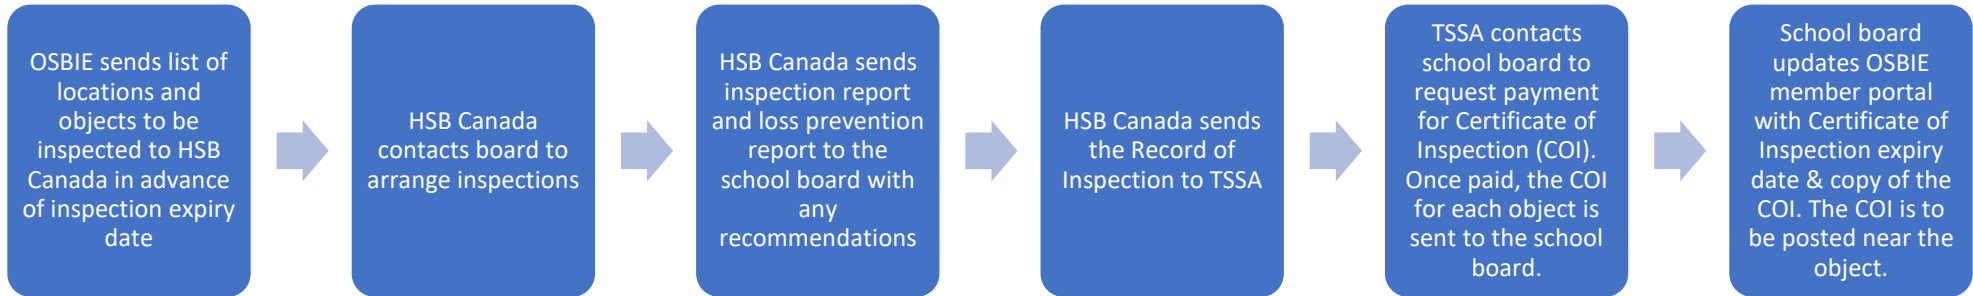 OSBIE sends list of
locations and
objects to be
inspected to HSB
Canada in advance
of inspection expiry
date
HSB Canada
contacts board to
arrange inspections
HSB Canada sends
inspection report
and loss prevention
report to the
school board with
any
recommendations
HSB Canada sends
the Record of
Inspection to TSSA
TSSA contacts
school board to
request payment
for Certificate of
Inspection (COI).
Once paid, the COI
for each object is
sent to the school
board.
School board
updates OSBIE
member portal
with Certificate of
Inspection expiry
date & copy of the
COI. The COI is to
be posted near the
object.